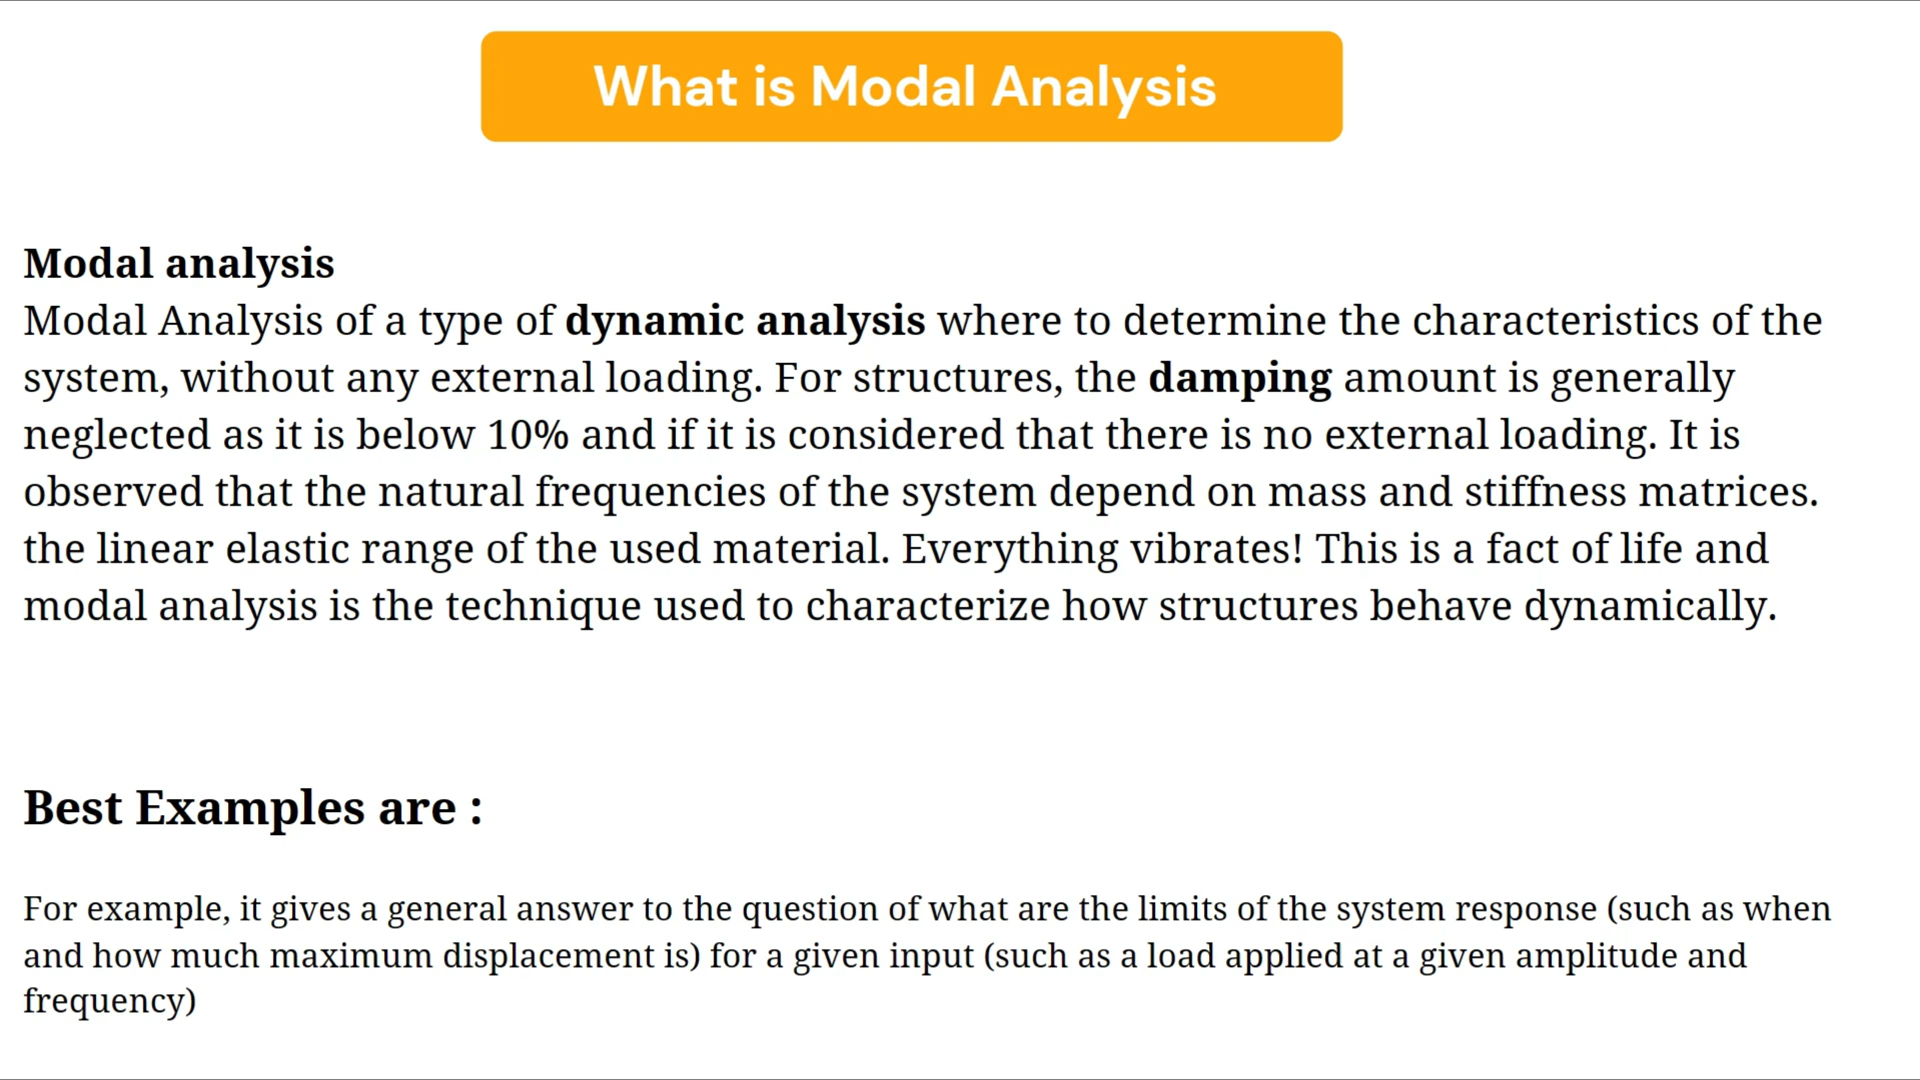 What is Modal Analysis
Modal analysis
Modal Analysis of a type of dynamic analysis where to determine the characteristics of the
system, without any external loading. For structures, the damping amount is generally
neglected as it is below 10% and if it is considered that there is no external loading. It is
observed that the natural frequencies of the system depend on mass and stiffness matrices.
the linear elastic range of the used material. Everything vibrates! This is a fact of life and
modal analysis is the technique used to characterize how structures behave dynamically.
Best Examples are :
For example, it gives a general answer to the question of what are the limits of the system response (such as when
and how much maximum displacement is) for a given input (such as a load applied at a given amplitude and
frequency)